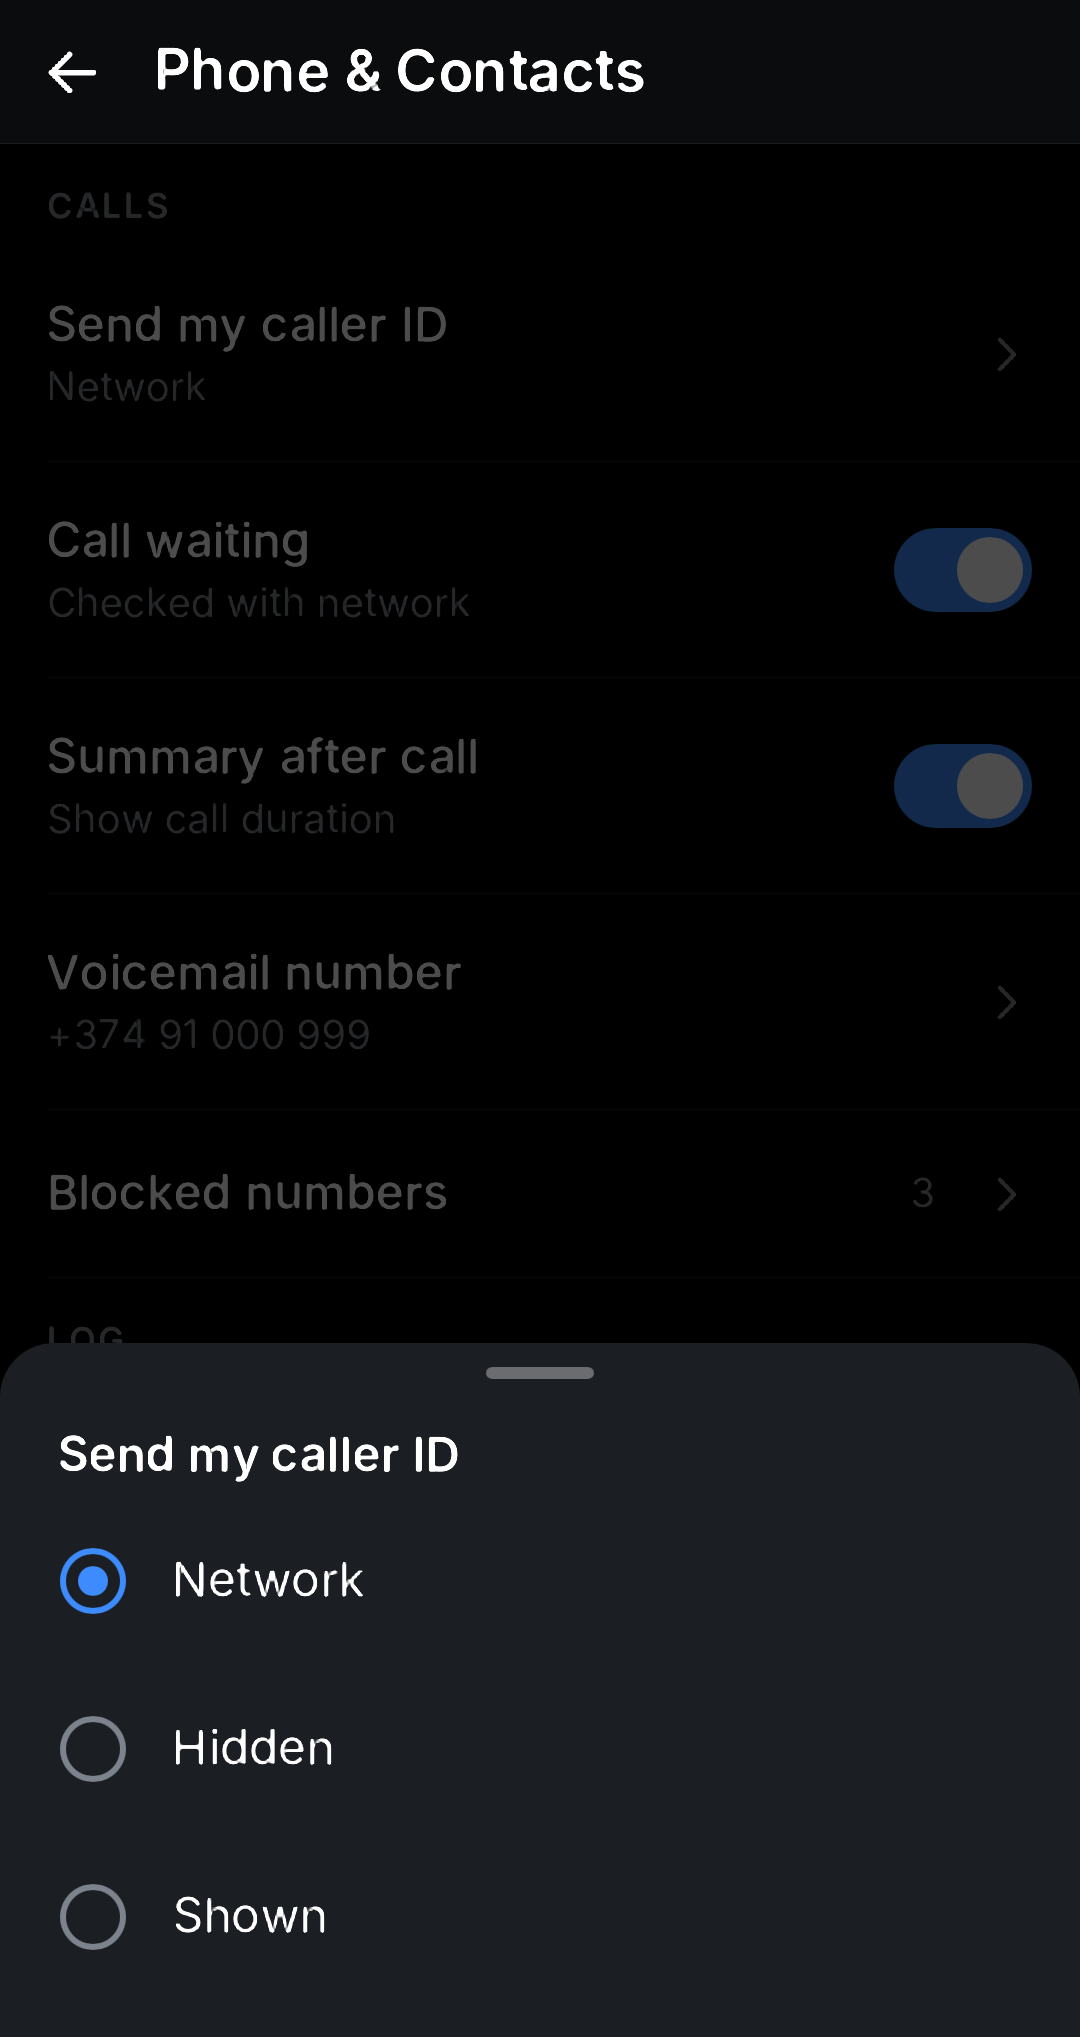 Phone & Contacts
CALLS
Send my caller ID
Network
Call waiting
Checked with network
Summary after call
Show call duration
Voicemail number
+374 91 000 999
Blocked numbers
3
LOG
Send my caller ID
Network
Hidden
Shown